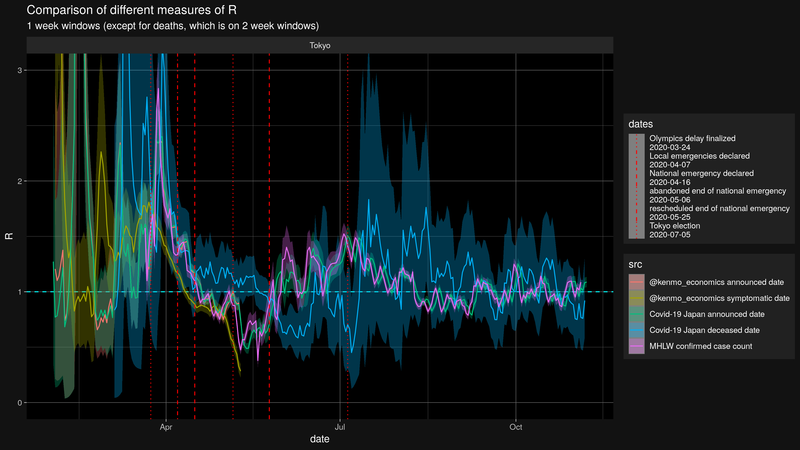 Comparison of different measures of R
1 week windows (except for deaths, which is on 2 week windows)
Tokyo
3
2
1
0
R
Apr
Jul
Oct
date
dates
Olympics delay finalized
2020-03-24
Local emergencies declared
2020-04-07
National emergency declared
2020-04-16
abandoned end of national emergency
2020-05-06
rescheduled end of national emergency
2020-05-25
Tokyo election
2020-07-05
src
@kenmo_economics announced date
@kenmo_economics symptomatic date
Covid-19 Japan announced date
Covid-19 Japan deceased date
MHLW confirmed case count